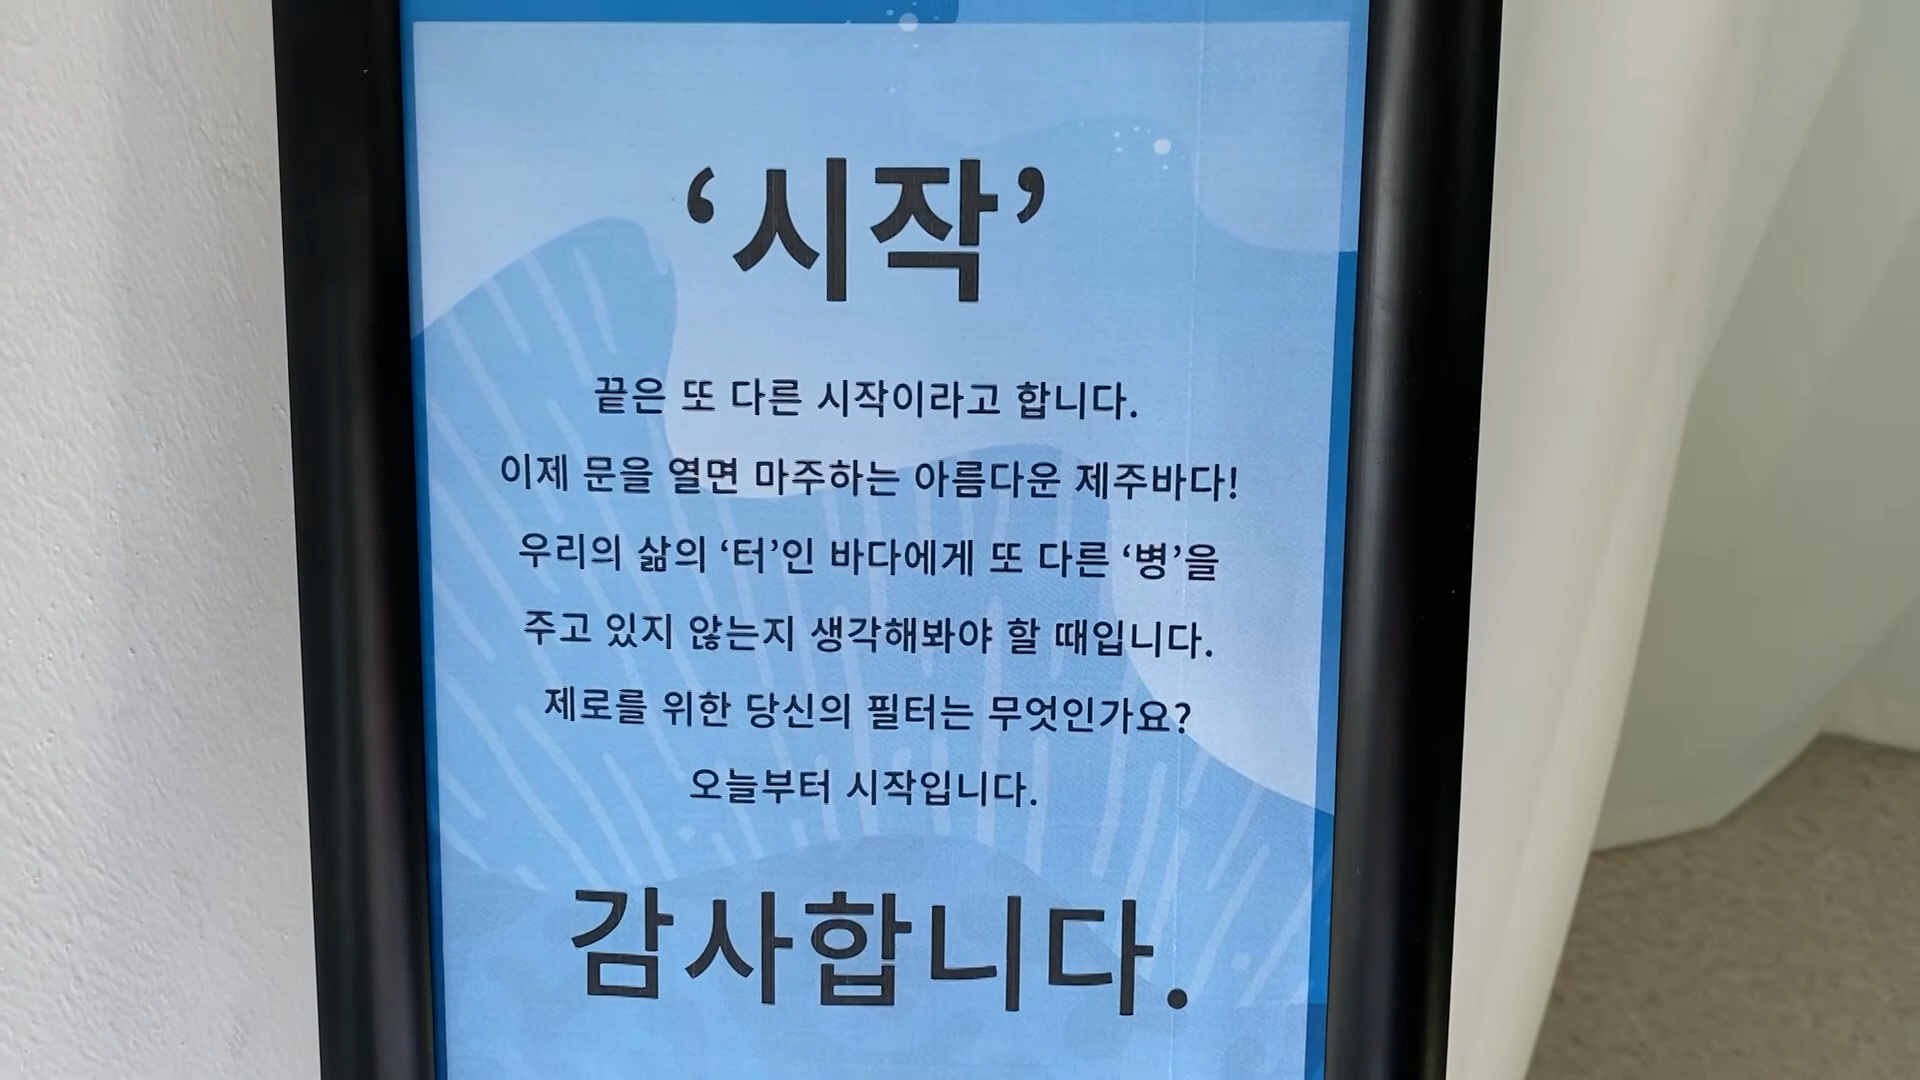 ‘시작’
끝은 또 다른 시작이라고 합니다.
이제 문을 열면 마주하는 아름다운 제주바다!
우리의 삶의 ‘터’인 바다에게 또 다른 ‘병’을
주고 있지 않는지 생각해봐야 할 때입니다.
제로를 위한 당신의 필터는 무엇인가요?
오늘부터 시작입니다.
감사합니다.